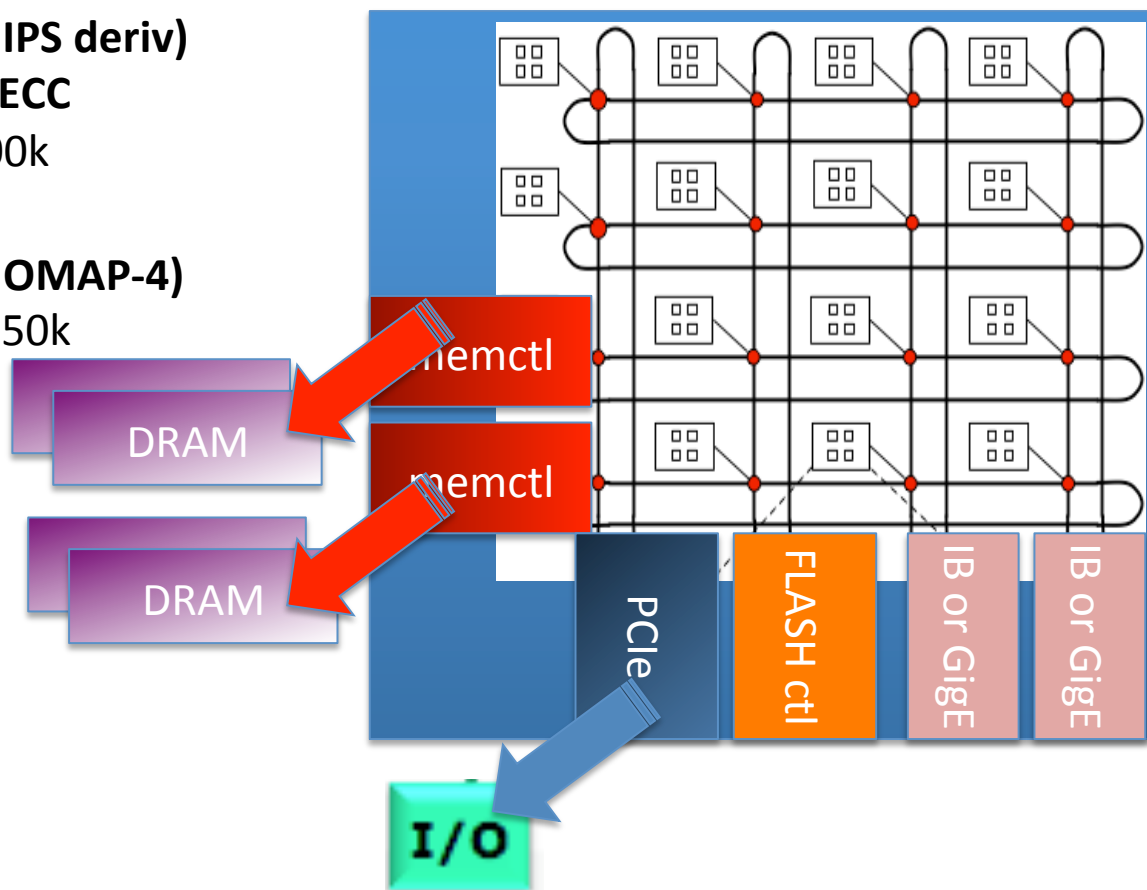 IPS deriv)
ECC
00k
OMAP-4)
50k
memctl
DRAM
memctl
DRAM
PCIe
FLASH ctl
IB or GigE
IB or GigE
I/O